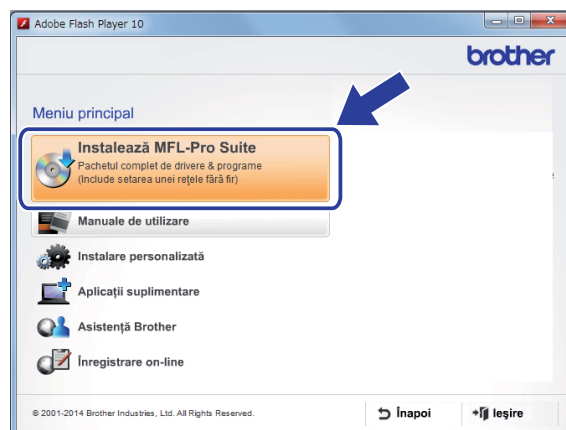 Adobe Flash Player 10
brother
Meniu principal
Instalează MFL-Pro Suite
Pachetul complet de drivere & programe
(Include setarea unei rețele fără fir)
Manuale de utilizare
Instalare personalizată
Aplicații suplimentare
Asistență Brother
Înregistrare on-line
© 2001-2014 Brother Industries, Ltd. All Rights Reserved.
Înapoi
Ieşire